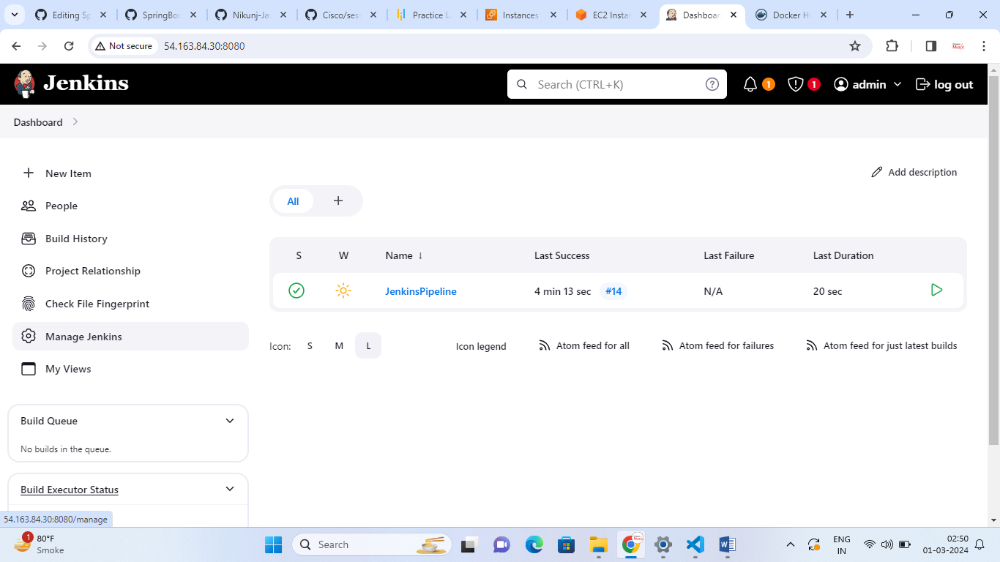 Editing Sp
SpringBoo
Nikunj-Ja
Cisco/ses
Practice L
Instances
EC2 Instan
Dashboar
Docker Hu
Not secure
54.163.84.30:8080
Jenkins
Search (CTRL+K)
?
1
1
admin
log out
Dashboard
New Item
People
Build History
Project Relationship
Check File Fingerprint
Manage Jenkins
My Views
Add description
All
S W Name ↓ Last Success Last Failure Last Duration
JenkinsPipeline 4 min 13 sec #14 N/A 20 sec
Icon: S M L
Icon legend
Atom feed for all
Atom feed for failures
Atom feed for just latest builds
Build Queue
No builds in the queue.
Build Executor Status
54.163.84.30:8080/manage
1
80°F
Smoke
Search
ENG
IN
02:50
01-03-2024